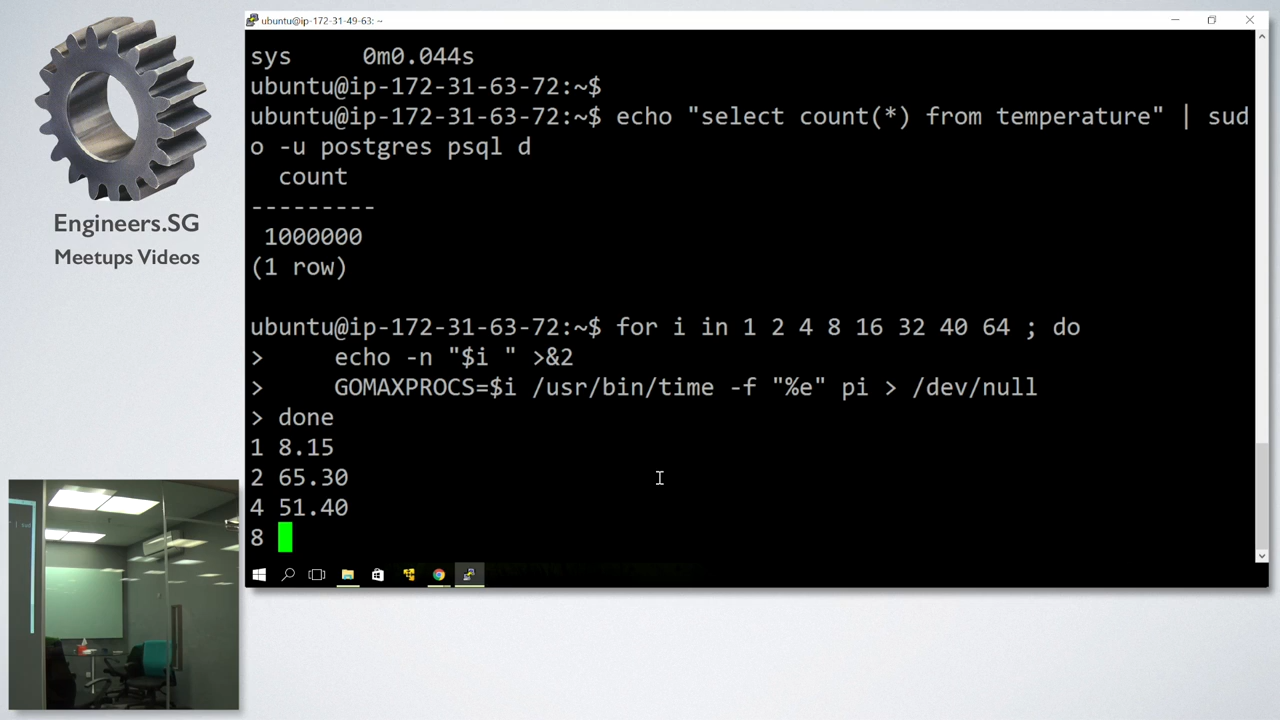 ubuntu@ip-172-31-49-63: ~
sys     0m0.044s
ubuntu@ip-172-31-63-72:~$
ubuntu@ip-172-31-63-72:~$ echo "select count(*) from temperature" | sud
o -u postgres psql d
  count
---------
 1000000
(1 row)
ubuntu@ip-172-31-63-72:~$ for i in 1 2 4 8 16 32 40 64 ; do
>     echo -n "$i " >&2
>     GOMAXPROCS=$i /usr/bin/time -f "%e" pi > /dev/null
> done
1 8.15
2 65.30
4 51.40
8
Engineers.SG
Meetups Videos